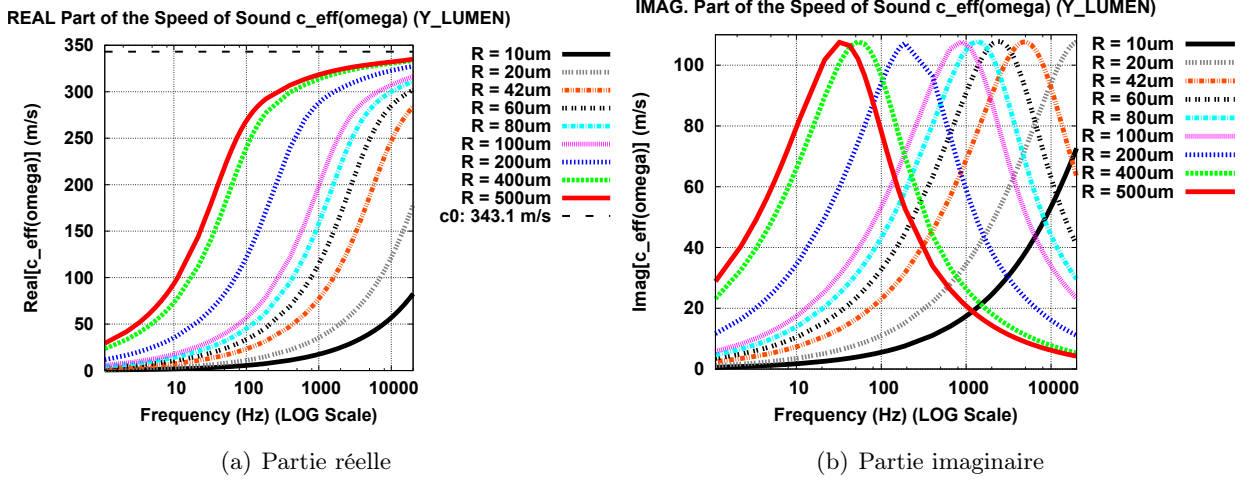 REAL Part of the Speed of Sound c_eff(omega) (Y_LUMEN)
350
300
250
200
150
100
50
0
Real[c_eff(omega)] (m/s)
10
100
1000
10000
Frequency (Hz) (LOG Scale)
R = 10um
R = 20um
R = 42um
R = 60um
R = 80um
R = 100um
R = 200um
R = 400um
R = 500um
c0: 343.1 m/s
(a) Partie réelle
IMAG. Part of the Speed of Sound c_eff(omega) (Y_LUMEN)
100
80
60
40
20
0
Imag[c_eff(omega)] (m/s)
10
100
1000
10000
Frequency (Hz) (LOG Scale)
R = 10um
R = 20um
R = 42um
R = 60um
R = 80um
R = 100um
R = 200um
R = 400um
R = 500um
(b) Partie imaginaire